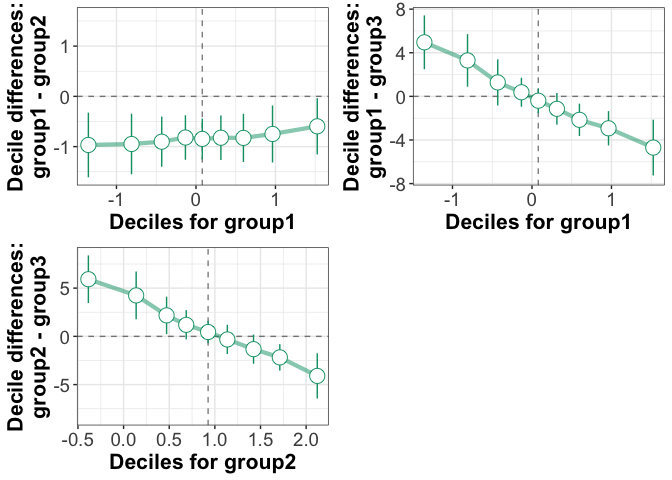 Decile differences:
group1 - group2
1
0
-1
-1
0
1
Deciles for group1
Decile differences:
group1 - group3
8
4
0
-4
-8
-1
0
1
Deciles for group1
Decile differences:
group2 - group3
5
0
-5
-0.5
0.0
0.5
1.0
1.5
2.0
Deciles for group2